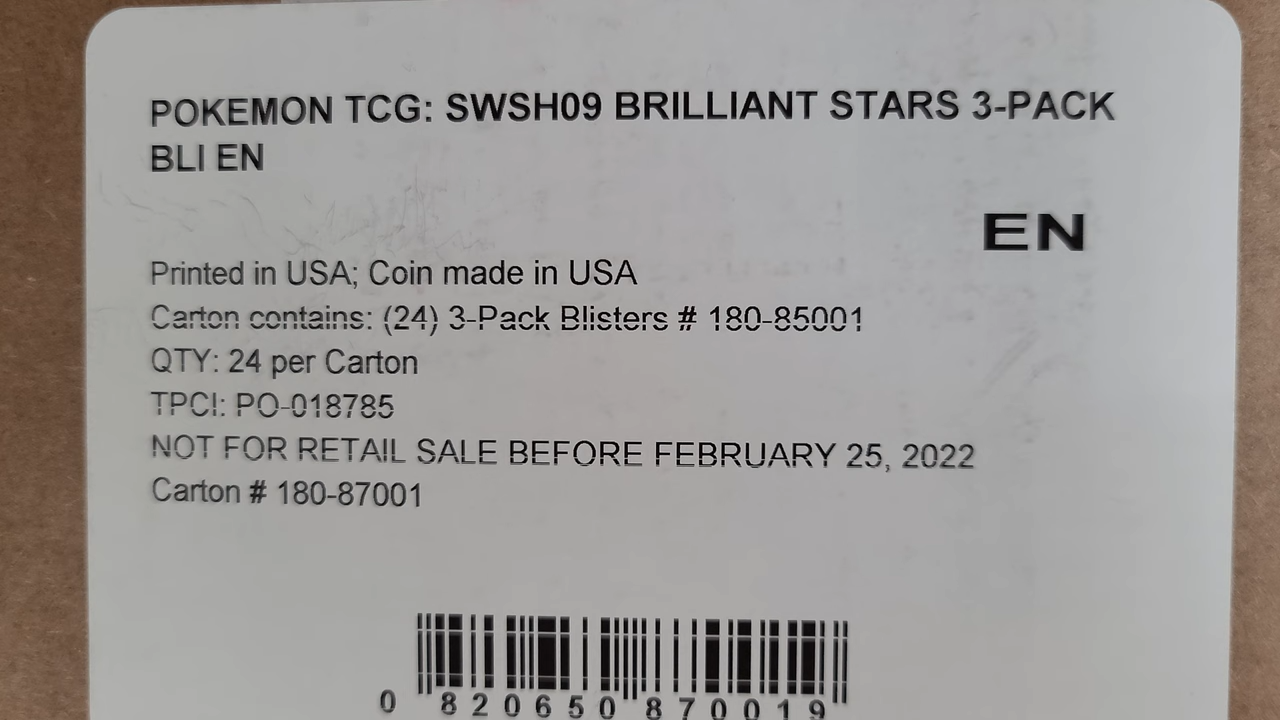 POKEMON TCG: SWSH09 BRILLIANT STARS 3-PACK
BLI EN
EN
Printed in USA; Coin made in USA
Carton contains: (24) 3-Pack Blisters # 180-85001
QTY: 24 per Carton
TPCI: PO-018785
NOT FOR RETAIL SALE BEFORE FEBRUARY 25, 2022
Carton # 180-87001
0 820650 870019